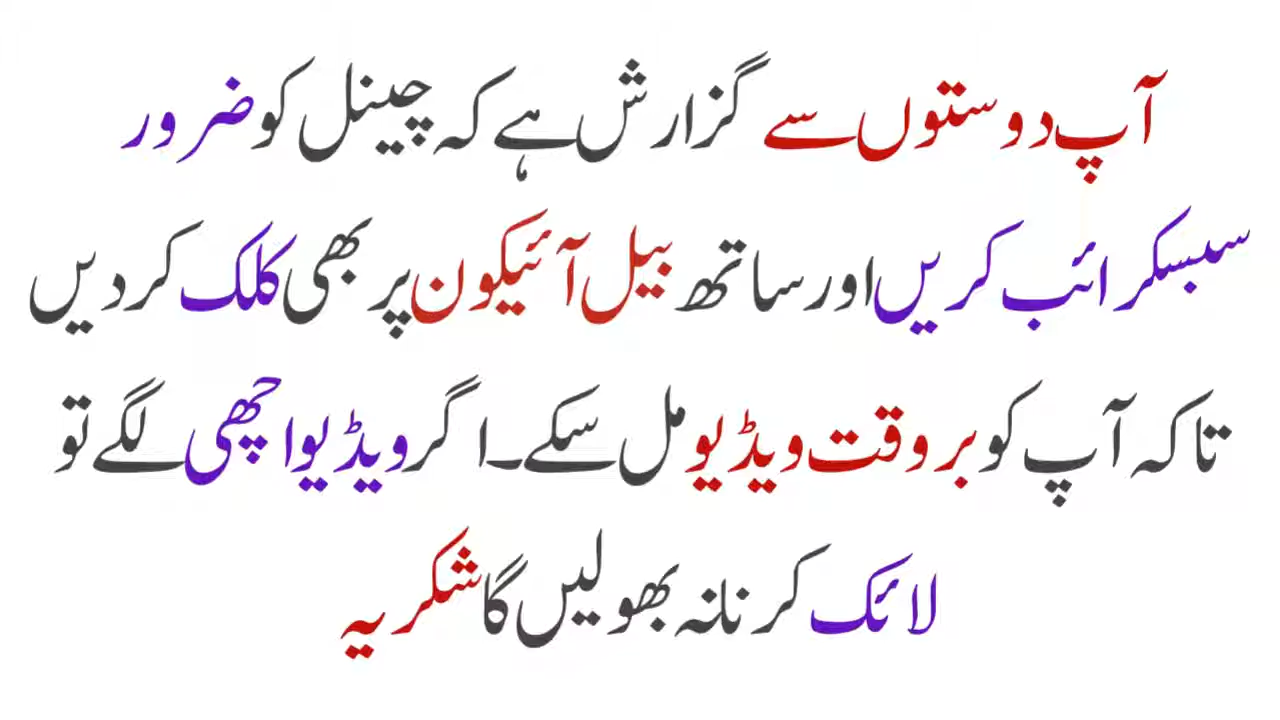 آپ دوستوں سے گزارش ہے کہ چینل کو ضرور
سبسکرائب کریں اور ساتھ بیل آئیکون پر بھی کلک کر دیں
تاکہ آپ کو بروقت ویڈیو مل سکے۔ اگر ویڈیو اچھی لگے تو
لائک کرنا نہ بھولیں گا شکریہ